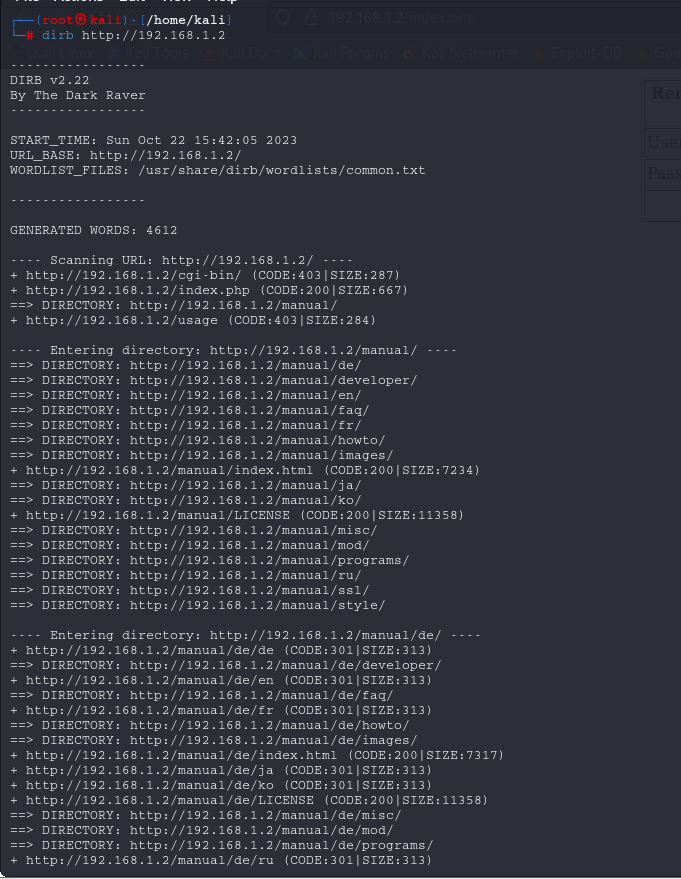 ┌──(root㉿kali)-[/home/kali]
└─# dirb http://192.168.1.2
-----------------
DIRB v2.22
By The Dark Raver
-----------------
START_TIME: Sun Oct 22 15:42:05 2023
URL_BASE: http://192.168.1.2/
WORDLIST_FILES: /usr/share/dirb/wordlists/common.txt
-----------------
GENERATED WORDS: 4612
---- Scanning URL: http://192.168.1.2/ ----
+ http://192.168.1.2/cgi-bin/ (CODE:403|SIZE:287)
+ http://192.168.1.2/index.php (CODE:200|SIZE:667)
==> DIRECTORY: http://192.168.1.2/manual/
+ http://192.168.1.2/usage (CODE:403|SIZE:284)
---- Entering directory: http://192.168.1.2/manual/ ----
==> DIRECTORY: http://192.168.1.2/manual/de/
==> DIRECTORY: http://192.168.1.2/manual/developer/
==> DIRECTORY: http://192.168.1.2/manual/en/
==> DIRECTORY: http://192.168.1.2/manual/faq/
==> DIRECTORY: http://192.168.1.2/manual/fr/
==> DIRECTORY: http://192.168.1.2/manual/howto/
==> DIRECTORY: http://192.168.1.2/manual/images/
+ http://192.168.1.2/manual/index.html (CODE:200|SIZE:7234)
==> DIRECTORY: http://192.168.1.2/manual/ja/
==> DIRECTORY: http://192.168.1.2/manual/ko/
+ http://192.168.1.2/manual/LICENSE (CODE:200|SIZE:11358)
==> DIRECTORY: http://192.168.1.2/manual/misc/
==> DIRECTORY: http://192.168.1.2/manual/mod/
==> DIRECTORY: http://192.168.1.2/manual/programs/
==> DIRECTORY: http://192.168.1.2/manual/ru/
==> DIRECTORY: http://192.168.1.2/manual/ssl/
==> DIRECTORY: http://192.168.1.2/manual/style/
---- Entering directory: http://192.168.1.2/manual/de/ ----
+ http://192.168.1.2/manual/de/de (CODE:301|SIZE:313)
==> DIRECTORY: http://192.168.1.2/manual/de/developer/
+ http://192.168.1.2/manual/de/en (CODE:301|SIZE:313)
==> DIRECTORY: http://192.168.1.2/manual/de/faq/
+ http://192.168.1.2/manual/de/fr (CODE:301|SIZE:313)
==> DIRECTORY: http://192.168.1.2/manual/de/howto/
==> DIRECTORY: http://192.168.1.2/manual/de/images/
+ http://192.168.1.2/manual/de/index.html (CODE:200|SIZE:7317)
+ http://192.168.1.2/manual/de/ja (CODE:301|SIZE:313)
+ http://192.168.1.2/manual/de/ko (CODE:301|SIZE:313)
+ http://192.168.1.2/manual/de/LICENSE (CODE:200|SIZE:11358)
==> DIRECTORY: http://192.168.1.2/manual/de/misc/
==> DIRECTORY: http://192.168.1.2/manual/de/mod/
==> DIRECTORY: http://192.168.1.2/manual/de/programs/
+ http://192.168.1.2/manual/de/ru (CODE:301|SIZE:313)
192.168.1.2/index.php
Kali Linux Kali Tools Kali Docs Kali Forums Kali NetHunter Exploit-DB